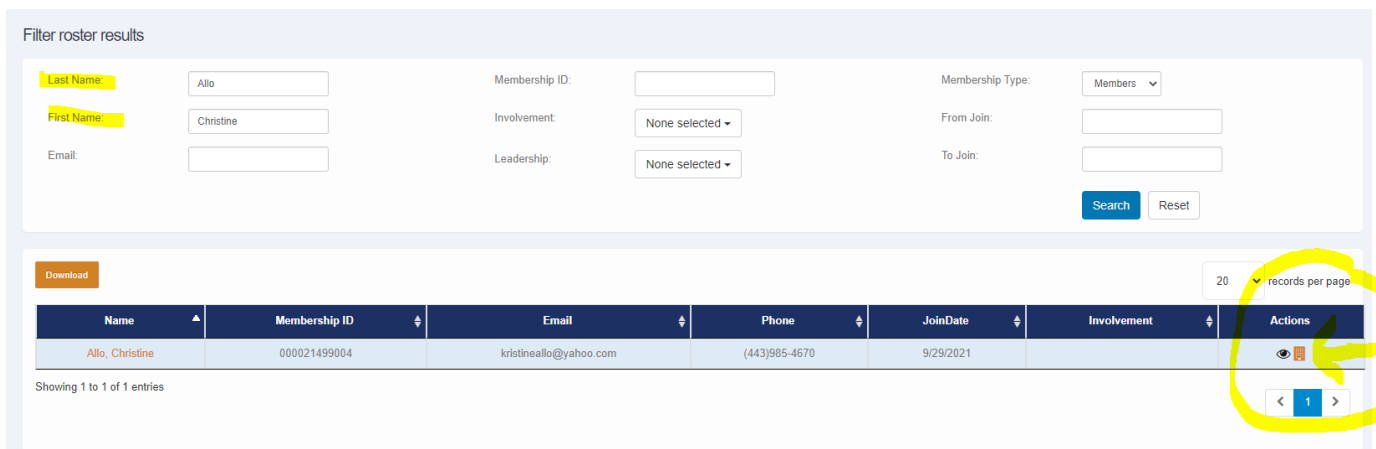 Filter roster results
Last Name: Allo Membership ID: Membership Type: Members
First Name: Christine Involvement: None selected From Join:
Email: Leadership: None selected To Join:
Search Reset
Download 20 records per page
Name Membership ID Email Phone JoinDate Involvement Actions
Allo, Christine 000021499004 kristineallo@yahoo.com (443)985-4670 9/29/2021
Showing 1 to 1 of 1 entries
< 1 >